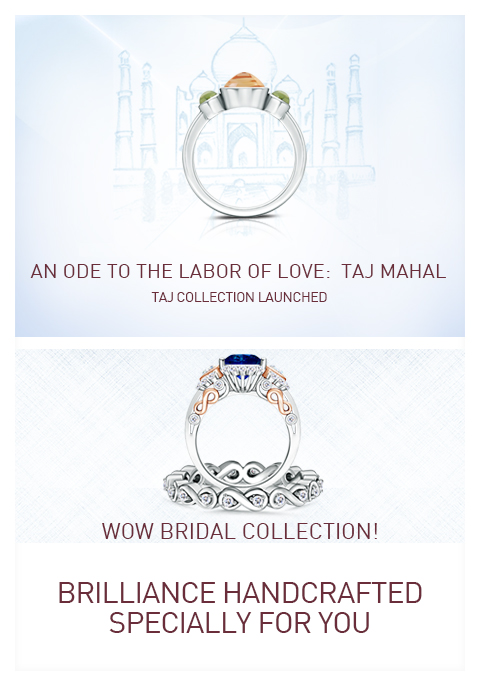 AN ODE TO THE LABOR OF LOVE: TAJ MAHAL
TAJ COLLECTION LAUNCHED
WOW BRIDAL COLLECTION!
BRILLIANCE HANDCRAFTED
SPECIALLY FOR YOU